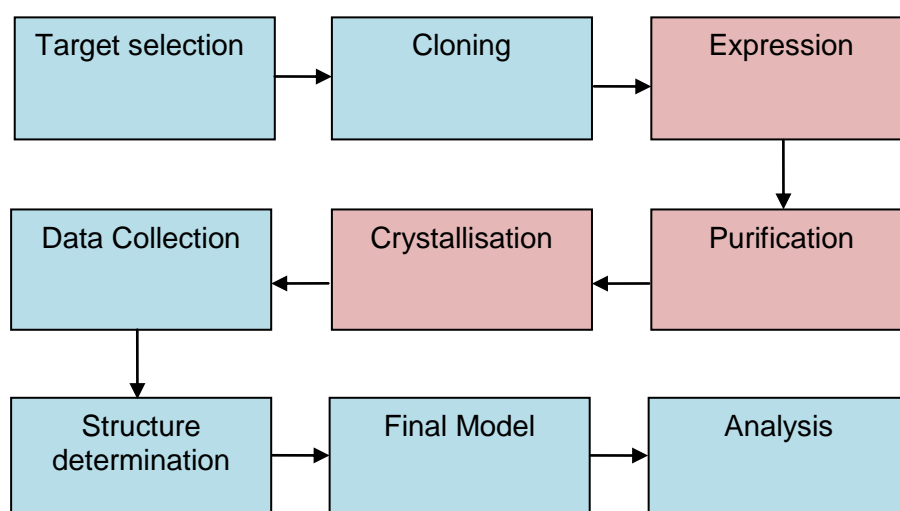 Target selection
Cloning
Expression
Data Collection
Crystallisation
Purification
Structure
determination
Final Model
Analysis